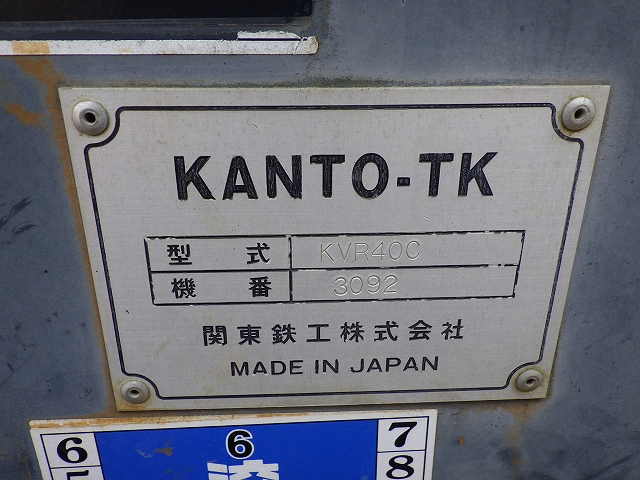 KANTO-TK
型式 KVR40C
機番 3092
関東鉄工株式会社
MADE IN JAPAN
6 6 7
5 8